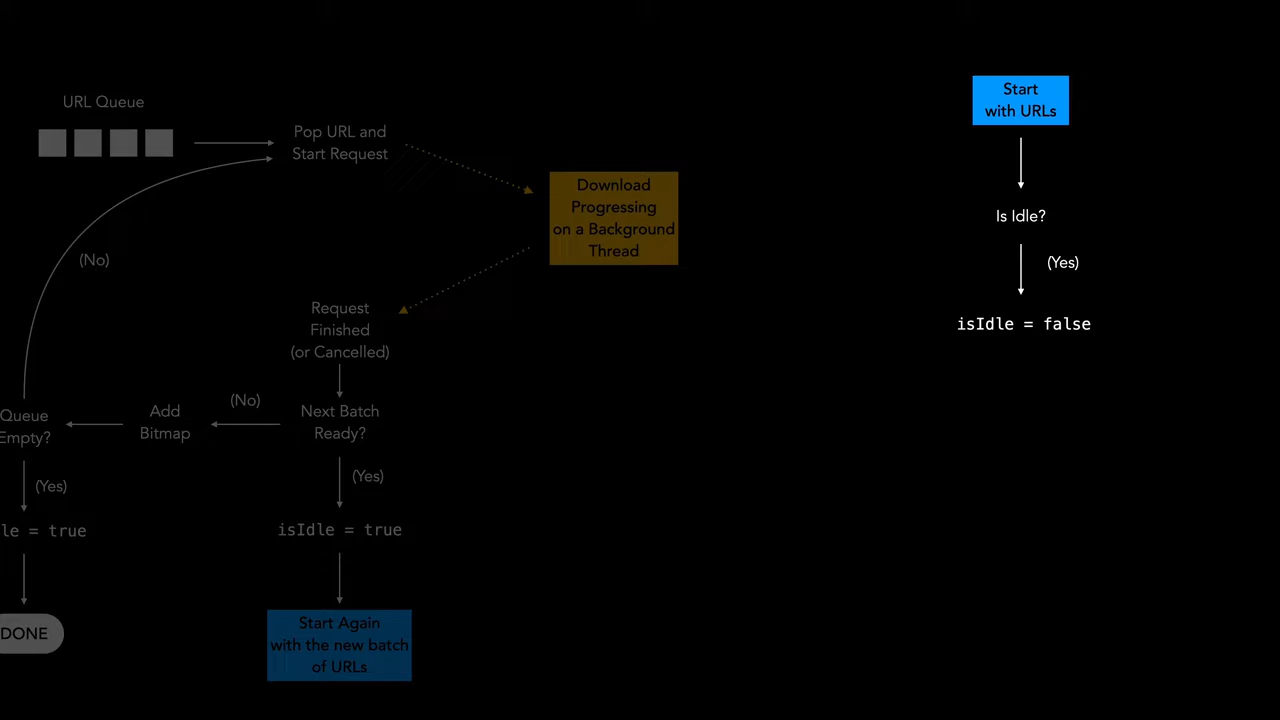 URL Queue
Pop URL and
Start Request
Download
Progressing
on a Background
Thread
(No)
Request
Finished
(or Cancelled)
Queue
Empty?
Add
Bitmap
(No)
Next Batch
Ready?
(Yes)
(Yes)
le = true
isIdle = true
DONE
Start Again
with the new batch
of URLs
Start
with URLs
Is Idle?
(Yes)
isIdle = false